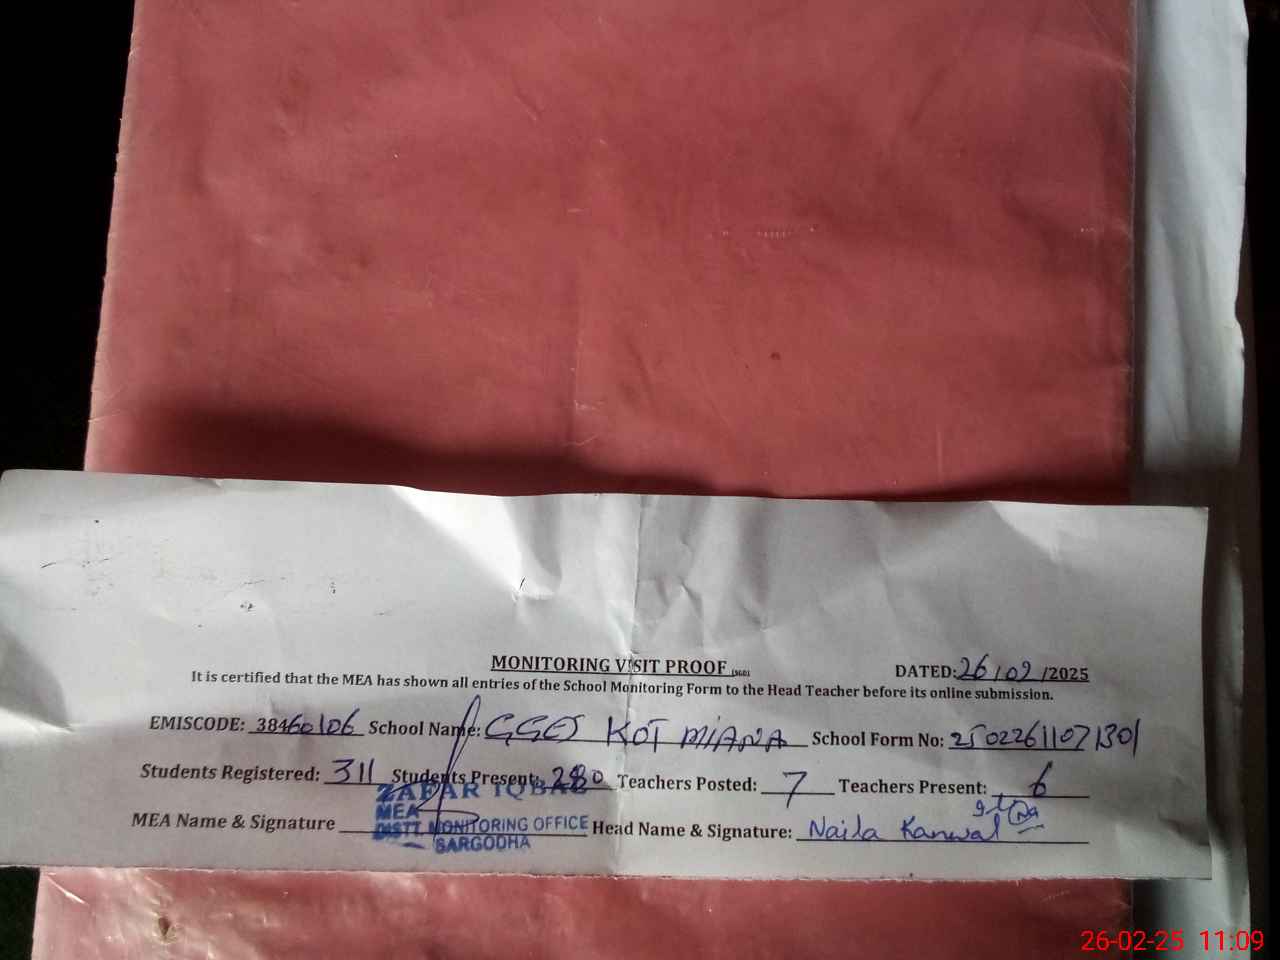 MONITORING VISIT PROOF (SGD)
DATED: 26/02/2025
It is certified that the MEA has shown all entries of the School Monitoring Form to the Head Teacher before its online submission.
EMISCODE: 38460106 School Name: GGES KOT MIANA School Form No: 25022611071301
Students Registered: 311 Students Present: 280 Teachers Posted: 7 Teachers Present: 6
ZAFAR IQBAL
MEA
DISTT. MONITORING OFFICE
SARGODHA
MEA Name & Signature Head Name & Signature: Naila Kanwal
26-02-25 11:09